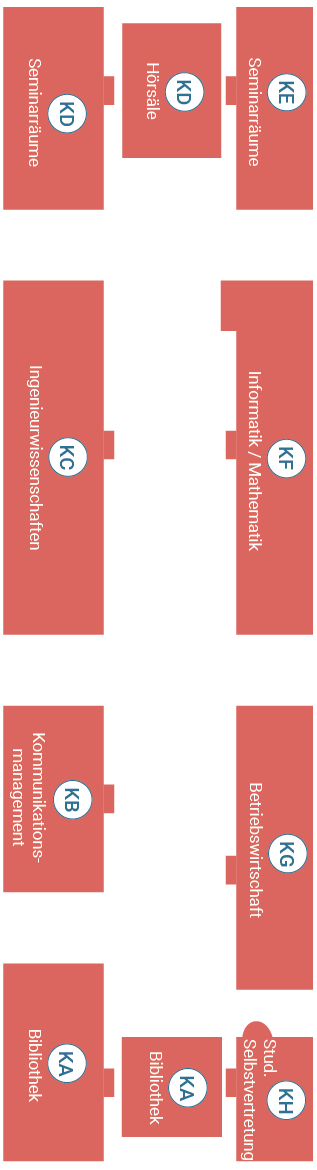 KD
Seminarräume
KD
Hörsäle
KE
Seminarräume
KC
Ingenieurwissenschaften
KF
Informatik / Mathematik
KB
Kommunikations-
management
KG
Betriebswirtschaft
KA
Bibliothek
KA
Bibliothek
KH
Stud.
Selbstvertretung